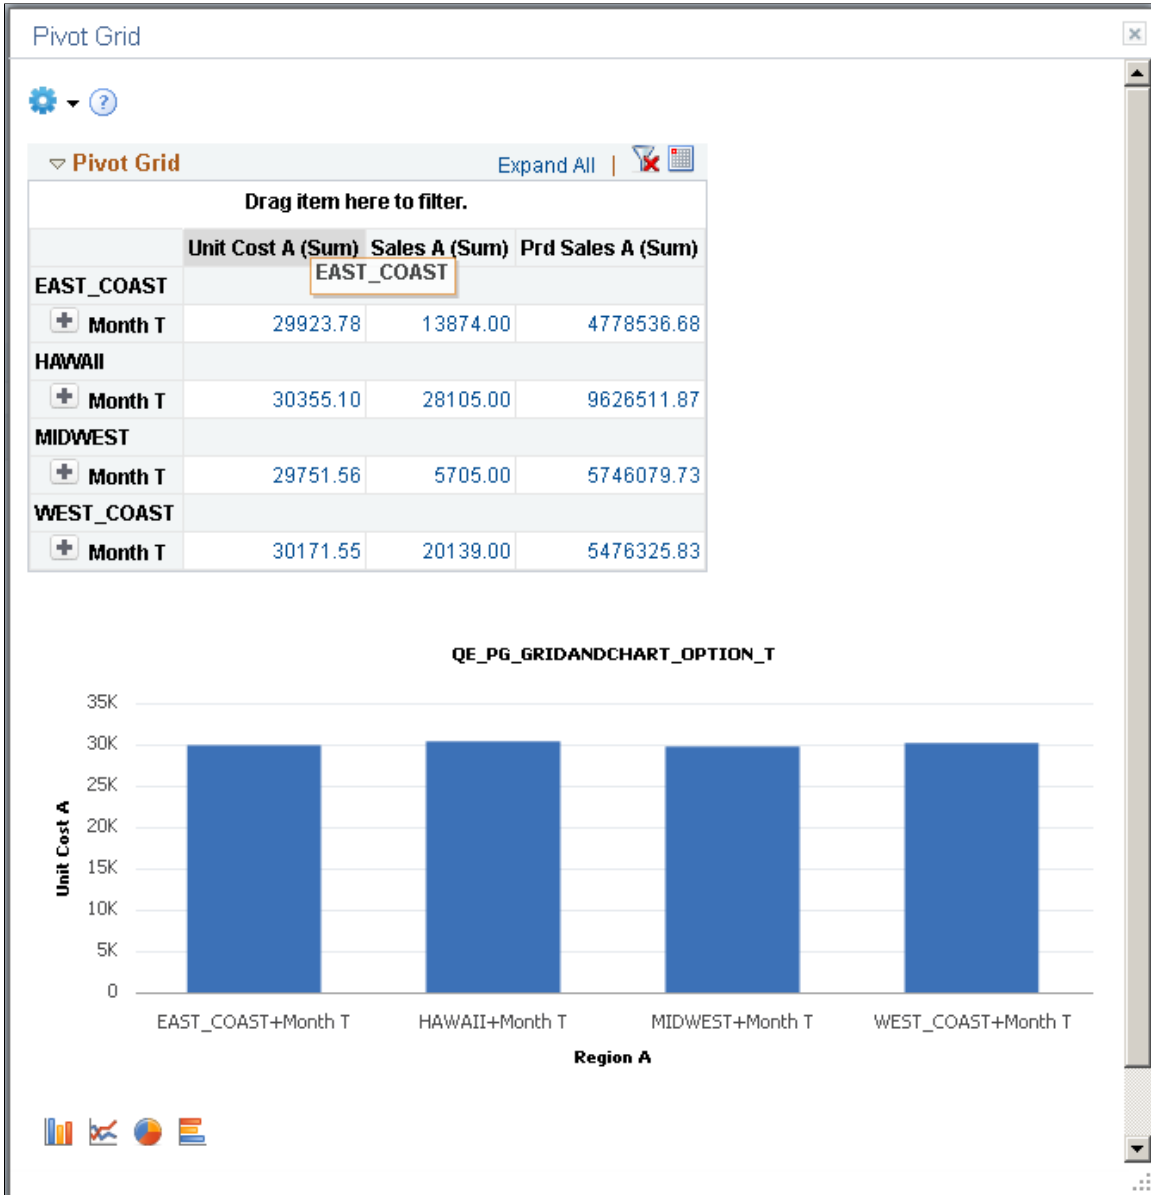 Pivot Grid
Pivot Grid
Expand All |
Drag item here to filter.
Unit Cost A (Sum) Sales A (Sum) Prd Sales A (Sum)
EAST_COAST
EAST_COAST
Month T 29923.78 13874.00 4778536.68
HAWAII
Month T 30355.10 28105.00 9626511.87
MIDWEST
Month T 29751.56 5705.00 5746079.73
WEST_COAST
Month T 30171.55 20139.00 5476325.83
QE_PG_GRIDANDCHART_OPTION_T
35K
30K
25K
20K
15K
10K
5K
0
Unit Cost A
EAST_COAST+Month T HAWAII+Month T MIDWEST+Month T WEST_COAST+Month T
Region A